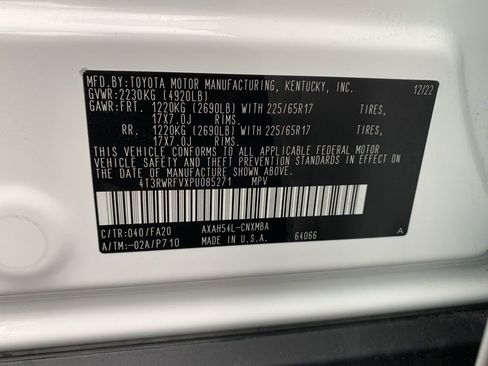 MFD.BY:TOYOTA MOTOR MANUFACTURING, KENTUCKY, INC. 12/22
GVWR:2230KG (4920LB)
GAWR:FRT. 1220KG (2690LB) WITH 225/65R17 TIRES,
17X7.0J RIMS.
RR. 1220KG (2690LB) WITH 225/65R17 TIRES,
17X7.0J RIMS.
THIS VEHICLE CONFORMS TO ALL APPLICABLE FEDERAL MOTOR
VEHICLE SAFETY AND THEFT PREVENTION STANDARDS IN EFFECT ON
THE DATE OF MANUFACTURE SHOWN ABOVE.
4T3RWRFVXPU085271 MPV
C/TR:040/FA20 AXAH54L-CNXMBA
A/TM:-02A/P710 MADE IN U.S.A. 64066 A